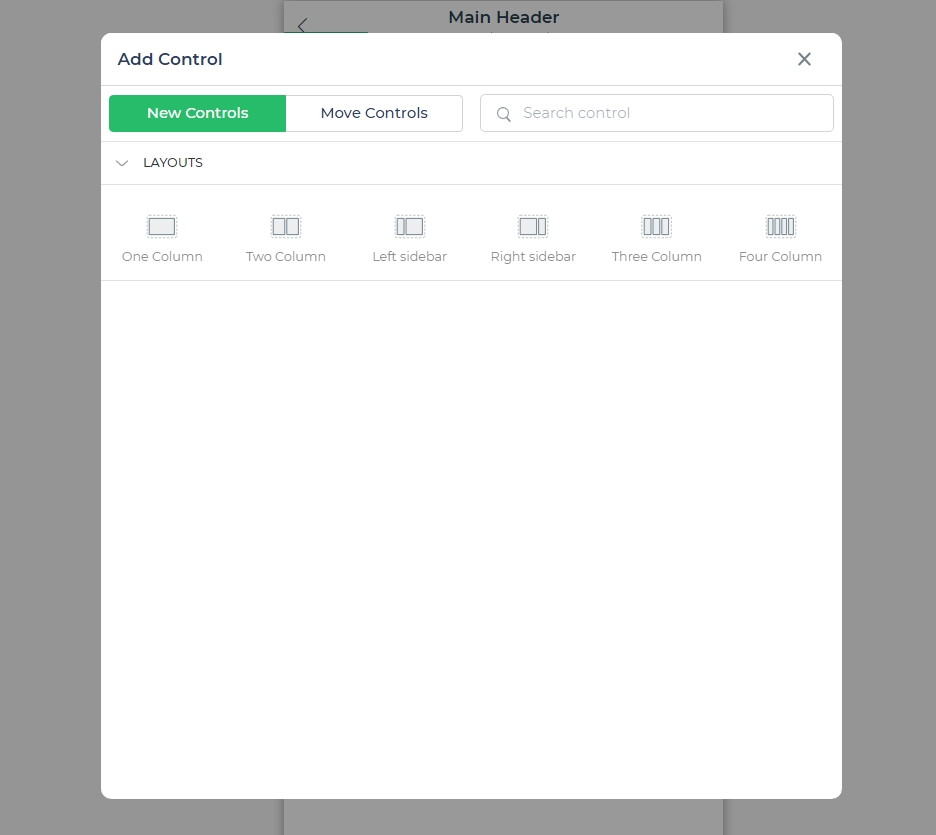 Main Header
Add Control
New Controls
Move Controls
Search control
LAYOUTS
One Column
Two Column
Left sidebar
Right sidebar
Three Column
Four Column